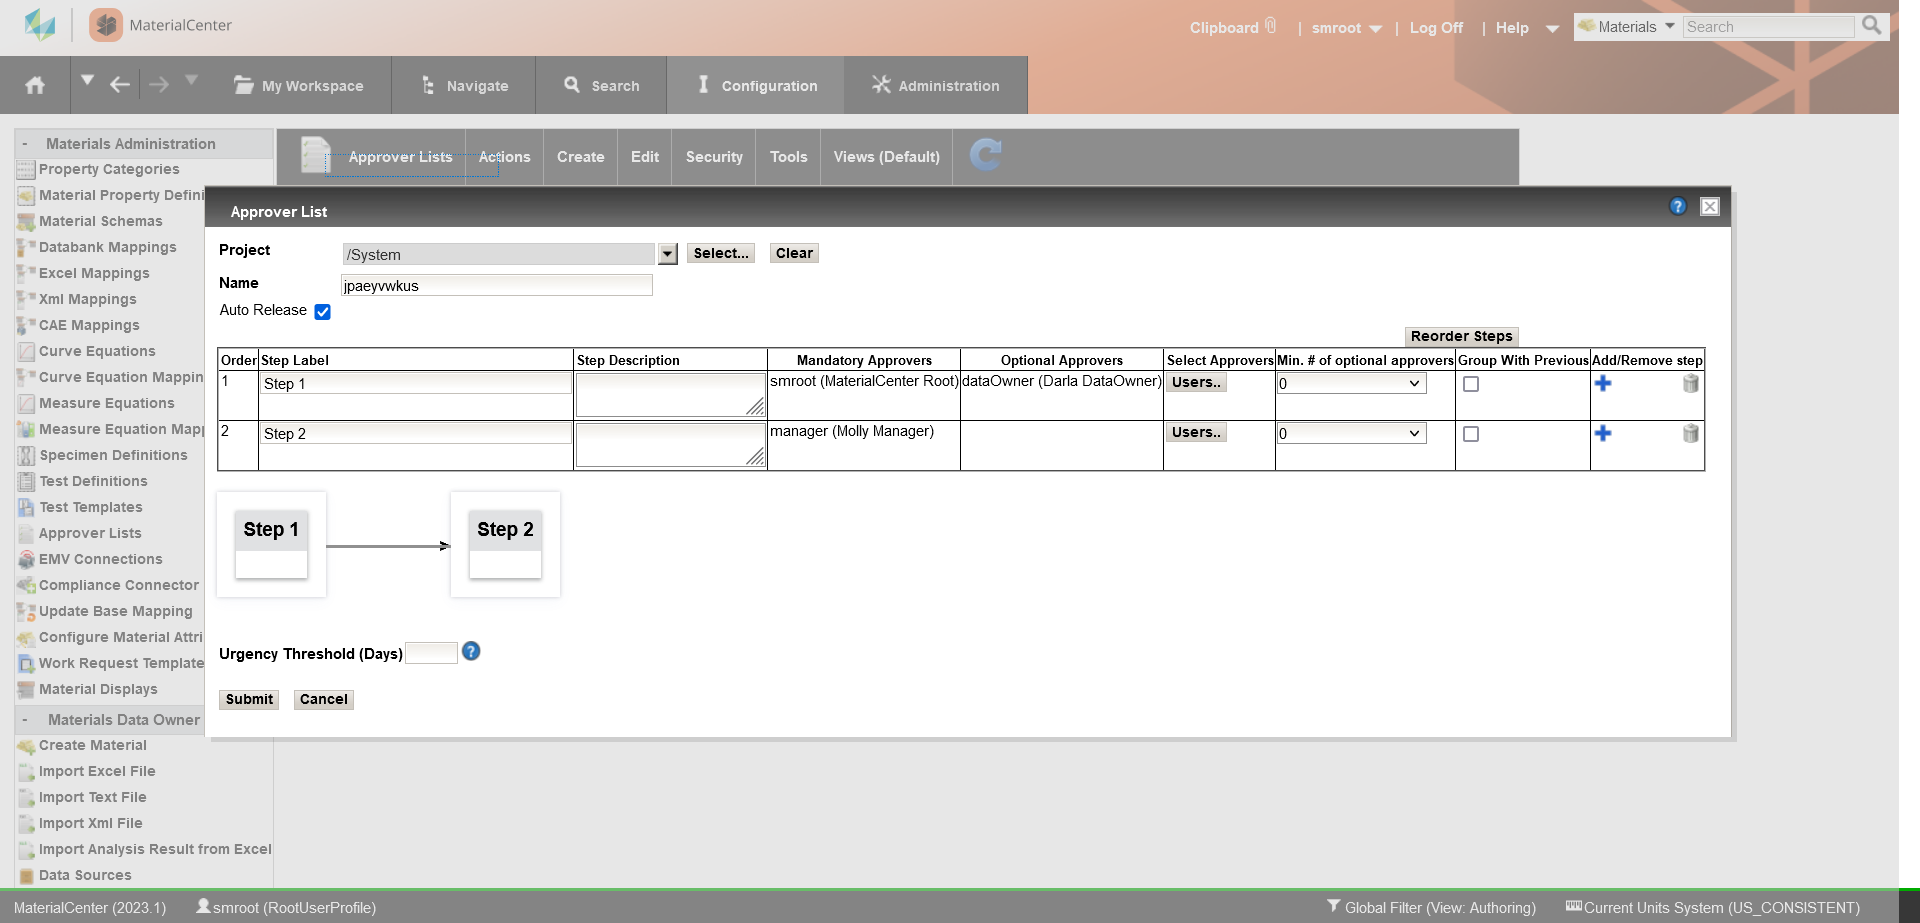 MaterialCenter
Clipboard | smroot | Log Off | Help Materials Search
My Workspace Navigate Search Configuration Administration
- Materials Administration
Property Categories
Material Property Defini
Material Schemas
Databank Mappings
Excel Mappings
Xml Mappings
CAE Mappings
Curve Equations
Curve Equation Mappin
Measure Equations
Measure Equation Mapp
Specimen Definitions
Test Definitions
Test Templates
Approver Lists
EMV Connections
Compliance Connector
Update Base Mapping
Configure Material Attri
Work Request Template
Material Displays
- Materials Data Owner
Create Material
Import Excel File
Import Text File
Import Xml File
Import Analysis Result from Excel
Data Sources
Approver Lists Actions Create Edit Security Tools Views (Default)
Approver List ?
Project /System Select... Clear
Name jpaeyvwkus
Auto Release
Reorder Steps
Order Step Label Step Description Mandatory Approvers Optional Approvers Select Approvers Min. # of optional approvers Group With Previous Add/Remove step
1 Step 1 smroot (MaterialCenter Root) dataOwner (Darla DataOwner) Users.. 0
2 Step 2 manager (Molly Manager) Users.. 0
Step 1 Step 2
Urgency Threshold (Days) ?
Submit Cancel
MaterialCenter (2023.1) smroot (RootUserProfile) Global Filter (View: Authoring) Current Units System (US_CONSISTENT)